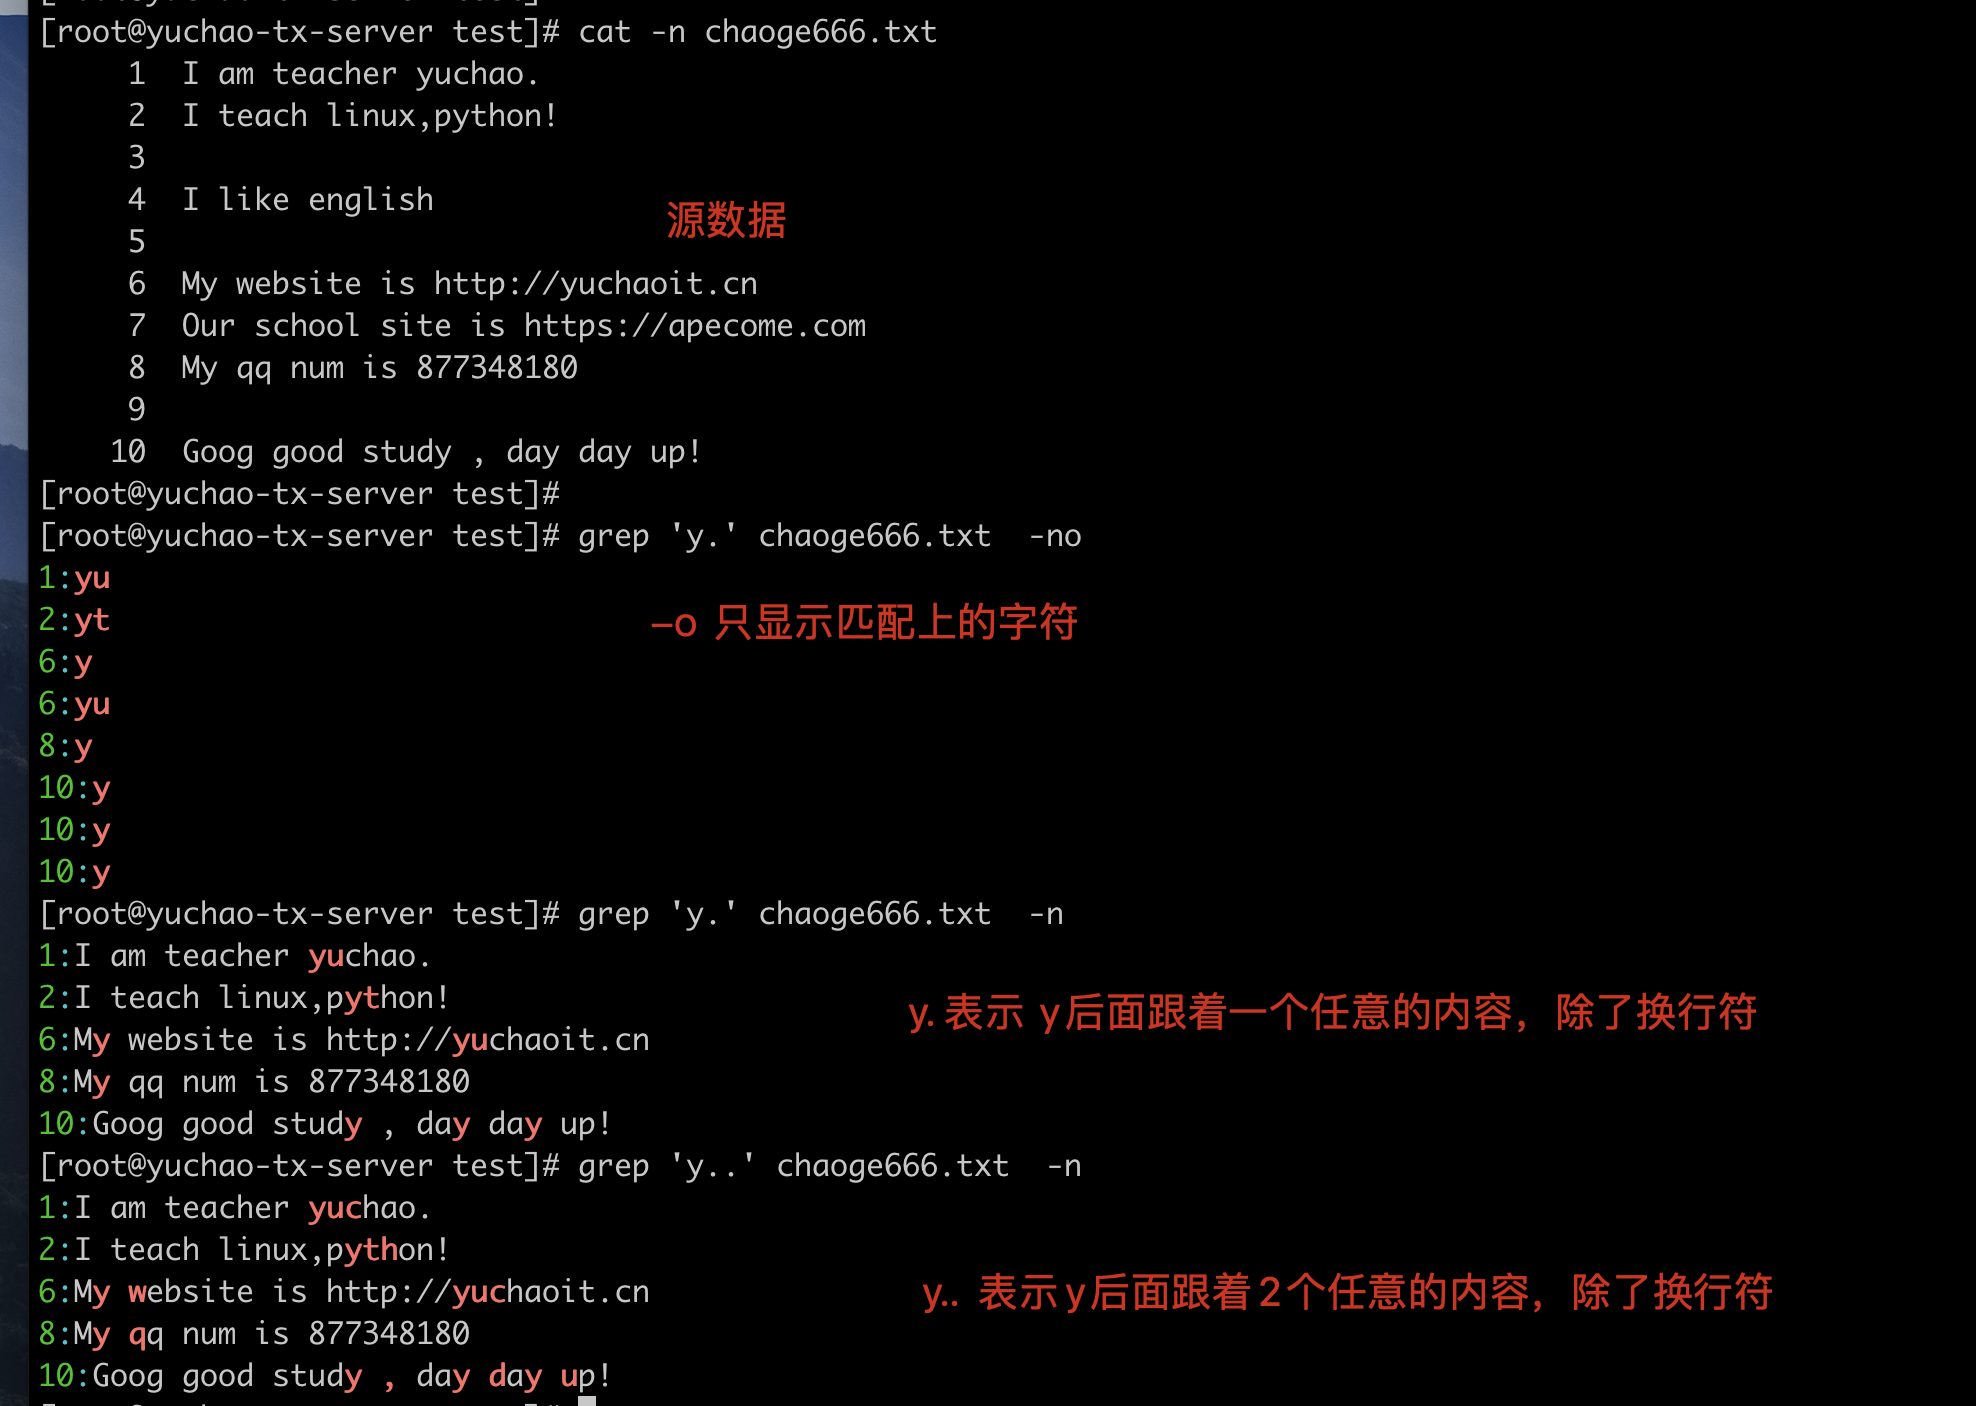 [root@yuchao-tx-server test]# cat -n chaoge666.txt
1  I am teacher yuchao.
2  I teach linux,python!
3
4  I like english
源数据
5
6  My website is http://yuchaoit.cn
7  Our school site is https://apecome.com
8  My qq num is 877348180
9
10  Goog good study , day day up!
[root@yuchao-tx-server test]#
[root@yuchao-tx-server test]# grep 'y.' chaoge666.txt  -no
1:yu
2:yt
–o 只显示匹配上的字符
6:y
6:yu
8:y
10:y
10:y
10:y
[root@yuchao-tx-server test]# grep 'y.' chaoge666.txt  -n
1:I am teacher yuchao.
2:I teach linux,python!
y. 表示 y后面跟着一个任意的内容，除了换行符
6:My website is http://yuchaoit.cn
8:My qq num is 877348180
10:Goog good study , day day up!
[root@yuchao-tx-server test]# grep 'y..' chaoge666.txt  -n
1:I am teacher yuchao.
2:I teach linux,python!
6:My website is http://yuchaoit.cn
y.. 表示y后面跟着2个任意的内容，除了换行符
8:My qq num is 877348180
10:Goog good study , day day up!